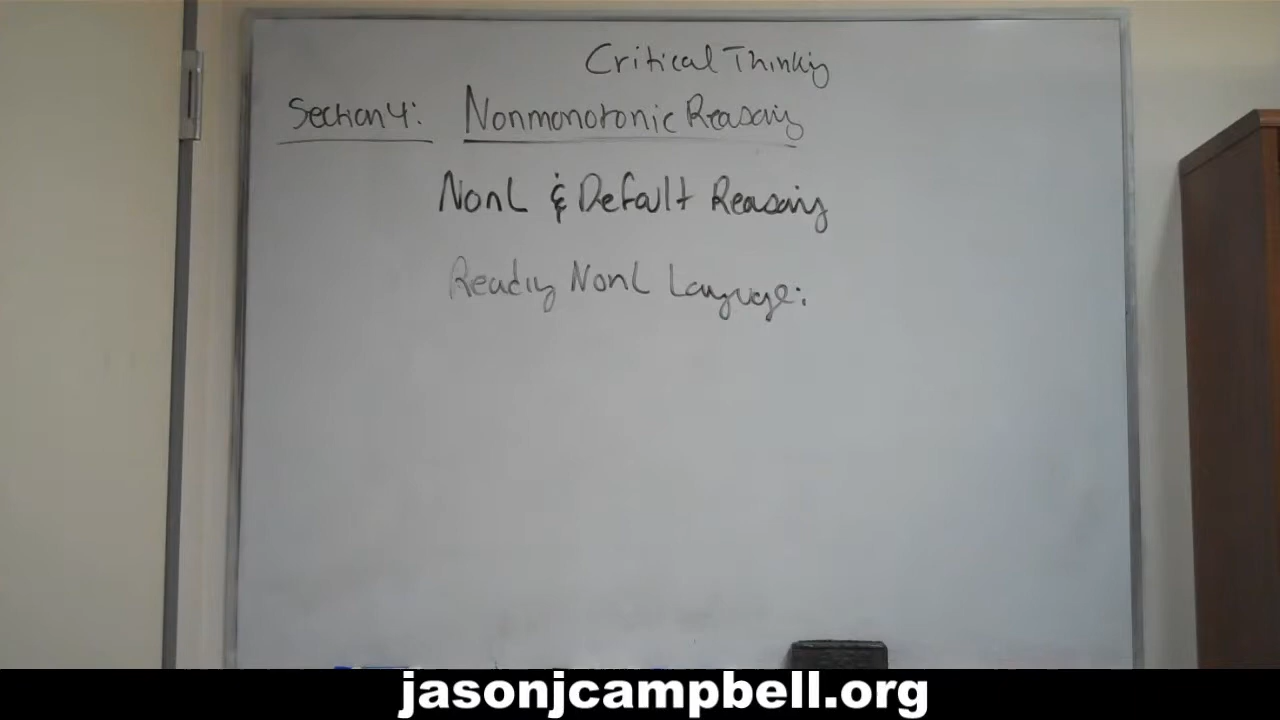 Critical Thinking
Section 4: Nonmonotonic Reasoning
NonL & Default Reasoning
Reading NonL Language:
jasonjcampbell.org